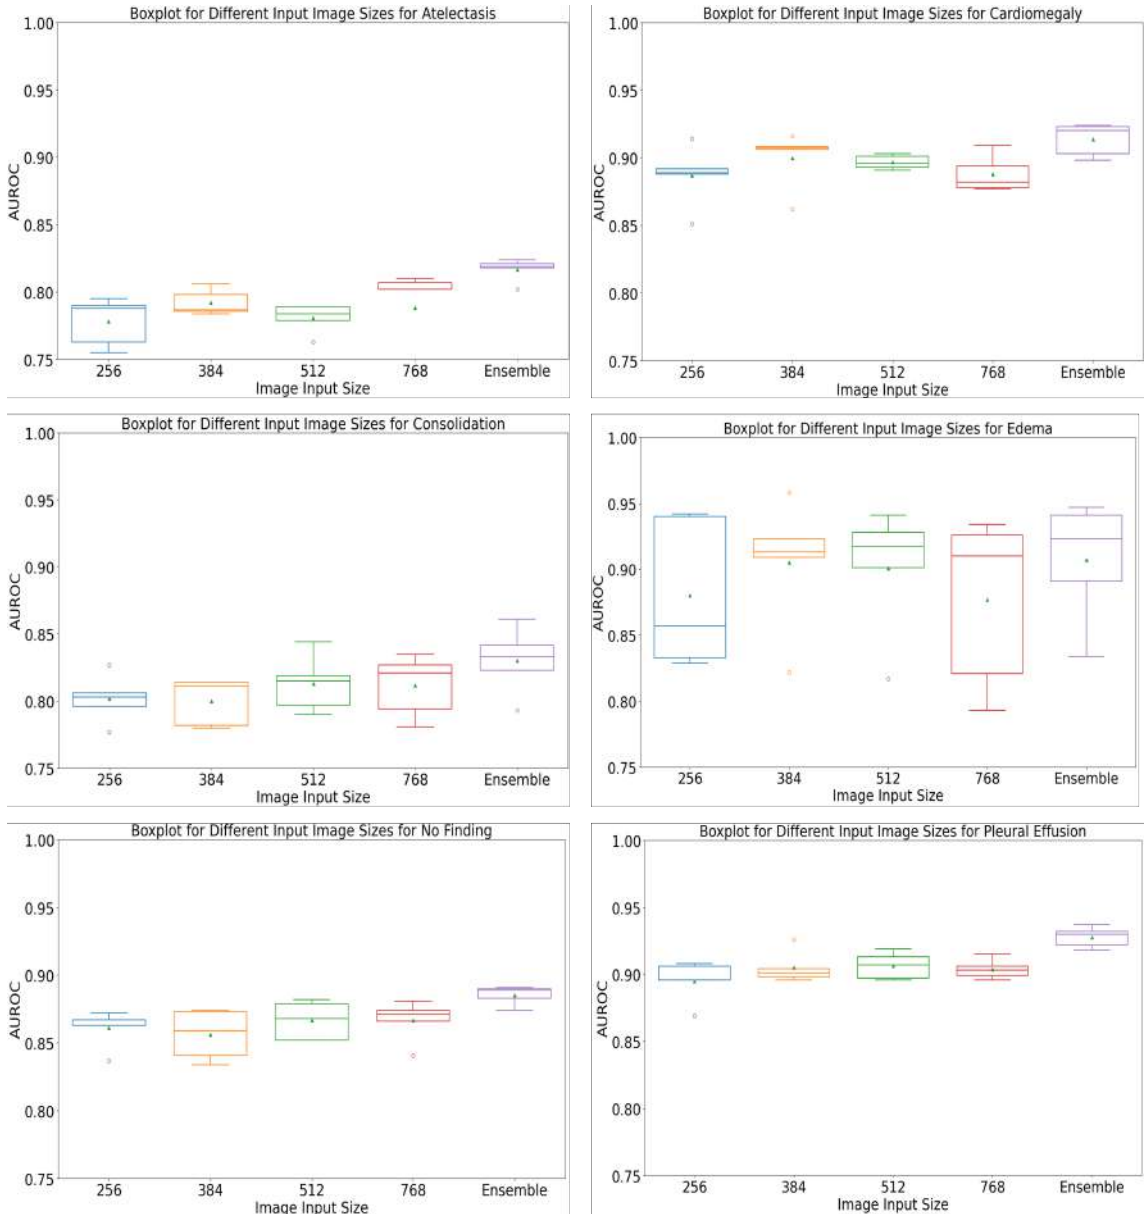 Boxplot for Different Input Image Sizes for Atelectasis
1.00
0.95
0.90
0.85
0.80
0.75
AUROC
256 384 512 768 Ensemble
Image Input Size
Boxplot for Different Input Image Sizes for Cardiomegaly
1.00
0.95
0.90
0.85
0.80
0.75
AUROC
256 384 512 768 Ensemble
Image Input Size
Boxplot for Different Input Image Sizes for Consolidation
1.00
0.95
0.90
0.85
0.80
0.75
AUROC
256 384 512 768 Ensemble
Image Input Size
Boxplot for Different Input Image Sizes for Edema
1.00
0.95
0.90
0.85
0.80
0.75
AUROC
256 384 512 768 Ensemble
Image Input Size
Boxplot for Different Input Image Sizes for No Finding
1.00
0.95
0.90
0.85
0.80
0.75
AUROC
256 384 512 768 Ensemble
Image Input Size
Boxplot for Different Input Image Sizes for Pleural Effusion
1.00
0.95
0.90
0.85
0.80
0.75
AUROC
256 384 512 768 Ensemble
Image Input Size